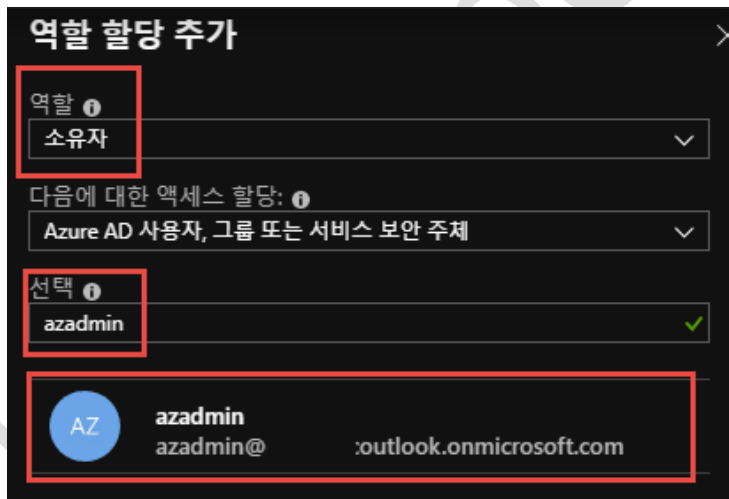 역할 할당 추가
역할
소유자
다음에 대한 액세스 할당:
Azure AD 사용자, 그룹 또는 서비스 보안 주체
선택
azadmin
AZ
azadmin
azadmin@ :outlook.onmicrosoft.com